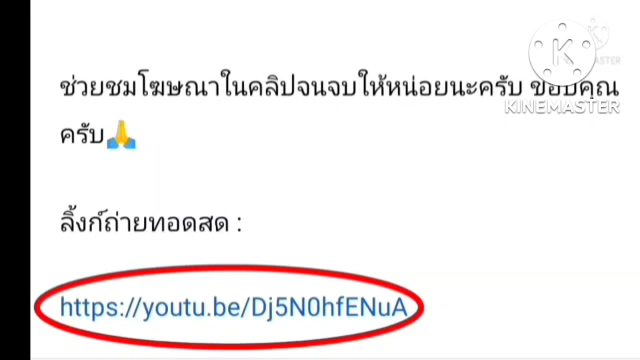 ช่วยชมโฆษณาในคลิปจนจบให้หน่อยนะครับ ขอบคุณ
ครับ🙏
ลิ้งก์ถ่ายทอดสด :
https://youtu.be/Dj5N0hfENuA
K
KINEMASTER